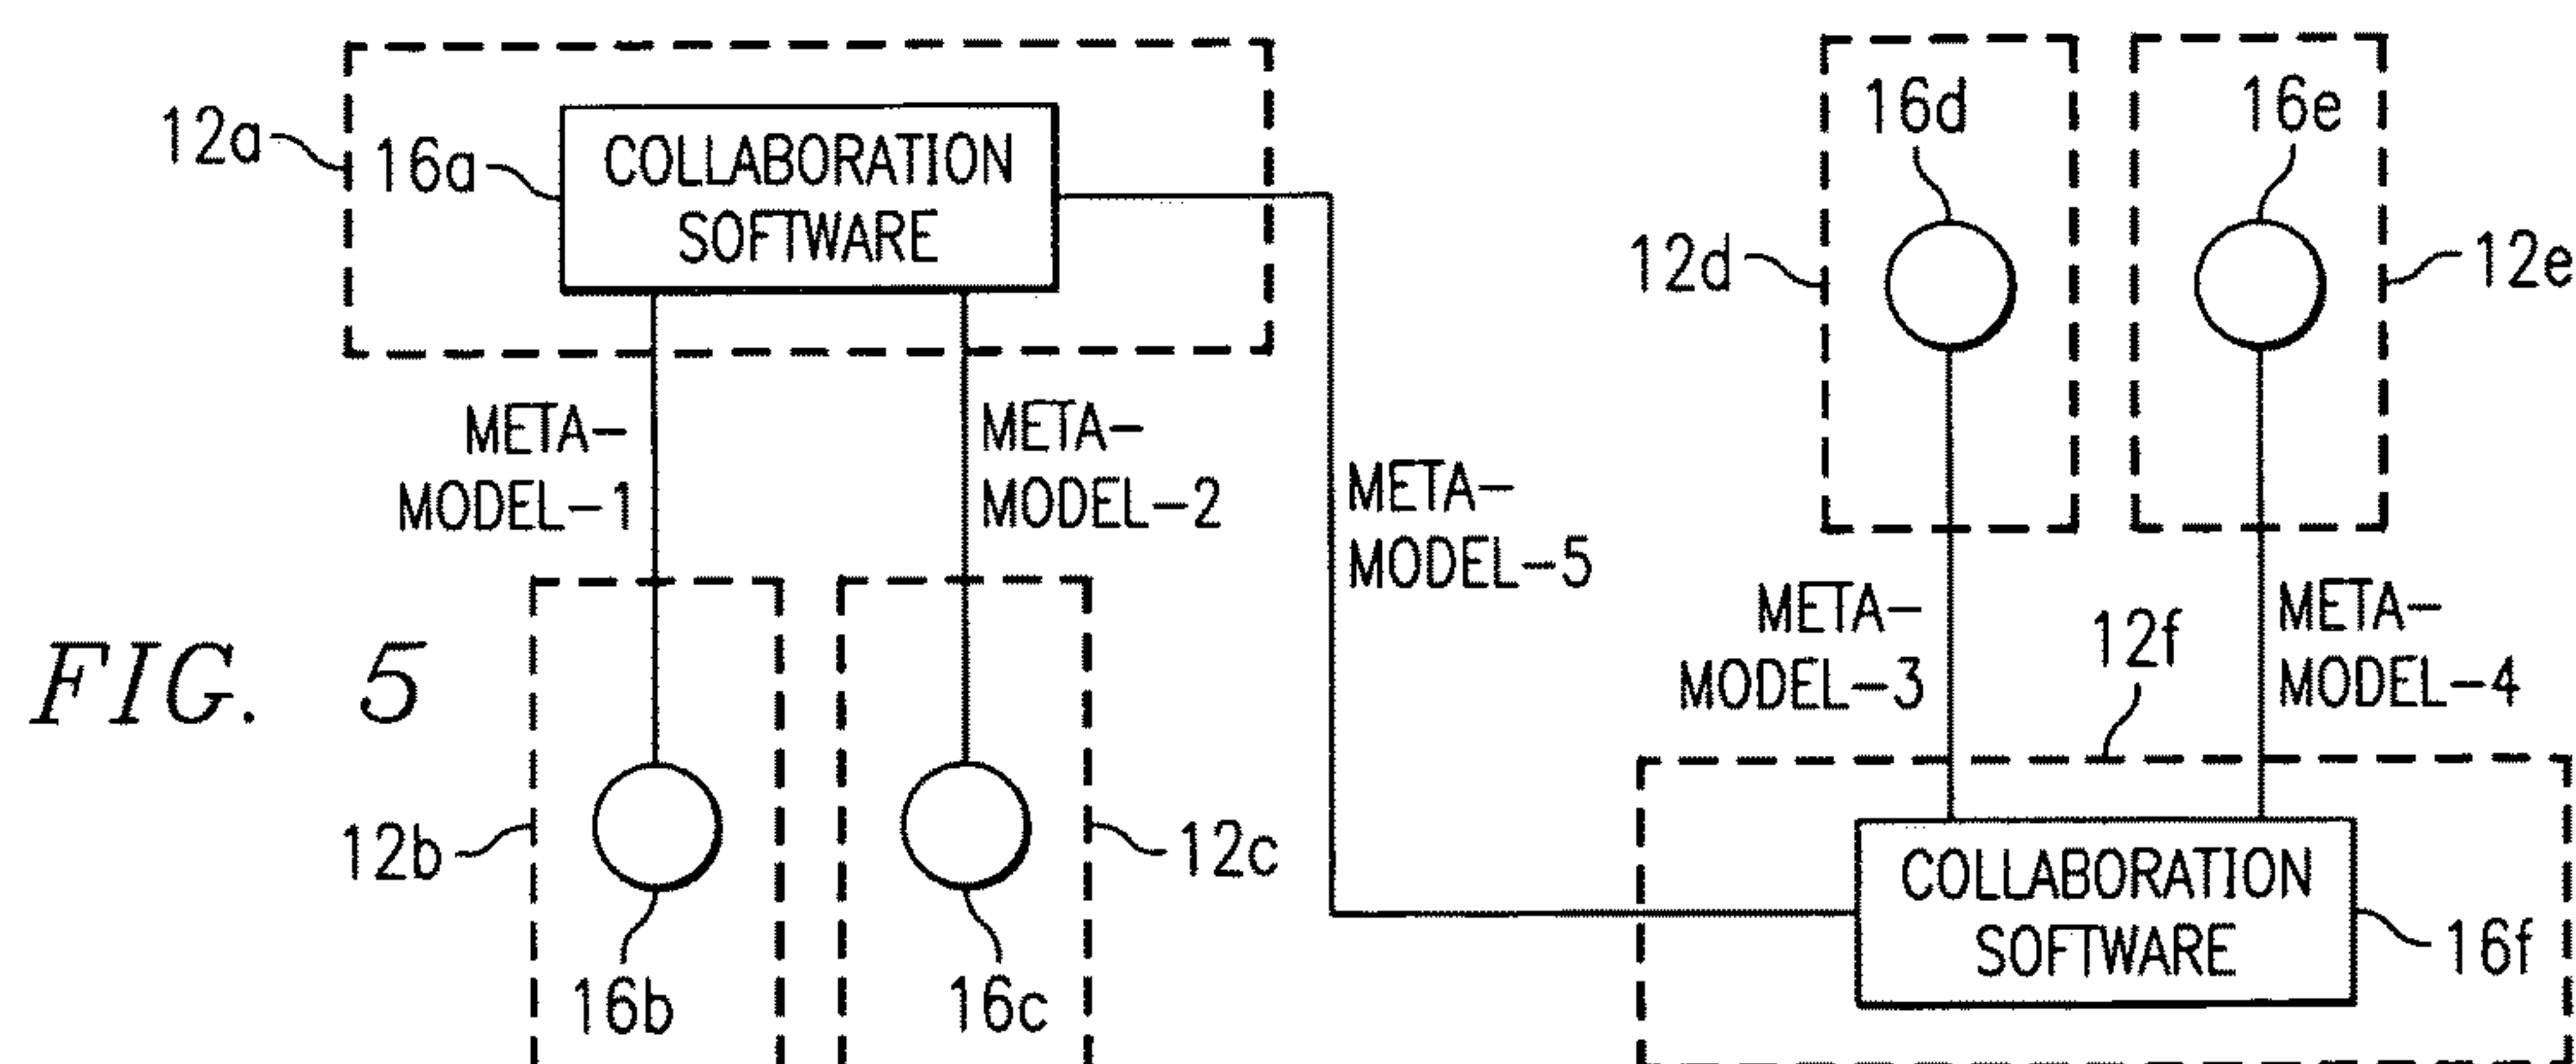 12a
16a
COLLABORATION
SOFTWARE
META-
MODEL-1
META-
MODEL-2
META-
MODEL-5
12b
16b
12c
16c
FIG. 5
16d
12d
16e
12e
META-
MODEL-3
META-
MODEL-4
12f
COLLABORATION
SOFTWARE
16f